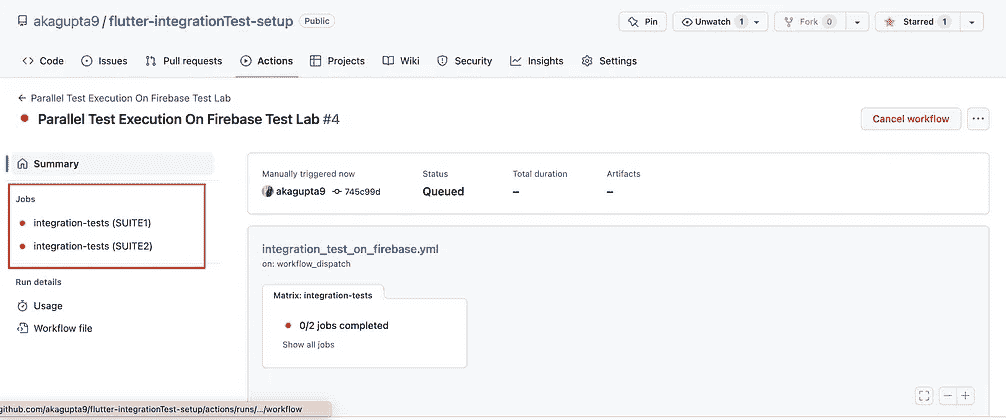 akagupta9 / flutter-integrationTest-setup Public
Pin
Unwatch 1
Fork 0
Starred 1
Code
Issues
Pull requests
Actions
Projects
Wiki
Security
Insights
Settings
← Parallel Test Execution On Firebase Test Lab
Parallel Test Execution On Firebase Test Lab #4
Cancel workflow
...
Summary
Jobs
integration-tests (SUITE1)
integration-tests (SUITE2)
Run details
Usage
Workflow file
Manually triggered now
akagupta9 745c99d
Status
Queued
Total duration
–
Artifacts
–
integration_test_on_firebase.yml
on: workflow_dispatch
Matrix: integration-tests
0/2 jobs completed
Show all jobs
github.com/akagupta9/flutter-integrationTest-setup/actions/runs/.../workflow